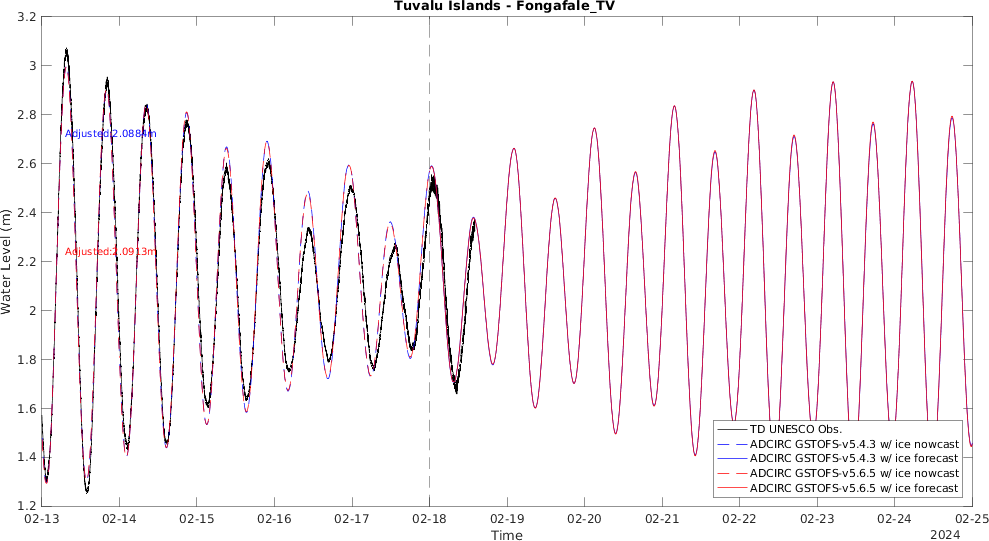 Tuvalu Islands - Fongafale_TV
3.2
3
2.8
2.6
2.4
2.2
2
1.8
1.6
1.4
1.2
Water Level (m)
Adjusted:2.0884m
Adjusted:2.0913m
TD UNESCO Obs.
ADCIRC GSTOFS-v5.4.3 w/ ice nowcast
ADCIRC GSTOFS-v5.4.3 w/ ice forecast
ADCIRC GSTOFS-v5.6.5 w/ ice nowcast
ADCIRC GSTOFS-v5.6.5 w/ ice forecast
02-13 02-14 02-15 02-16 02-17 02-18 02-19 02-20 02-21 02-22 02-23 02-24 02-25
Time
2024